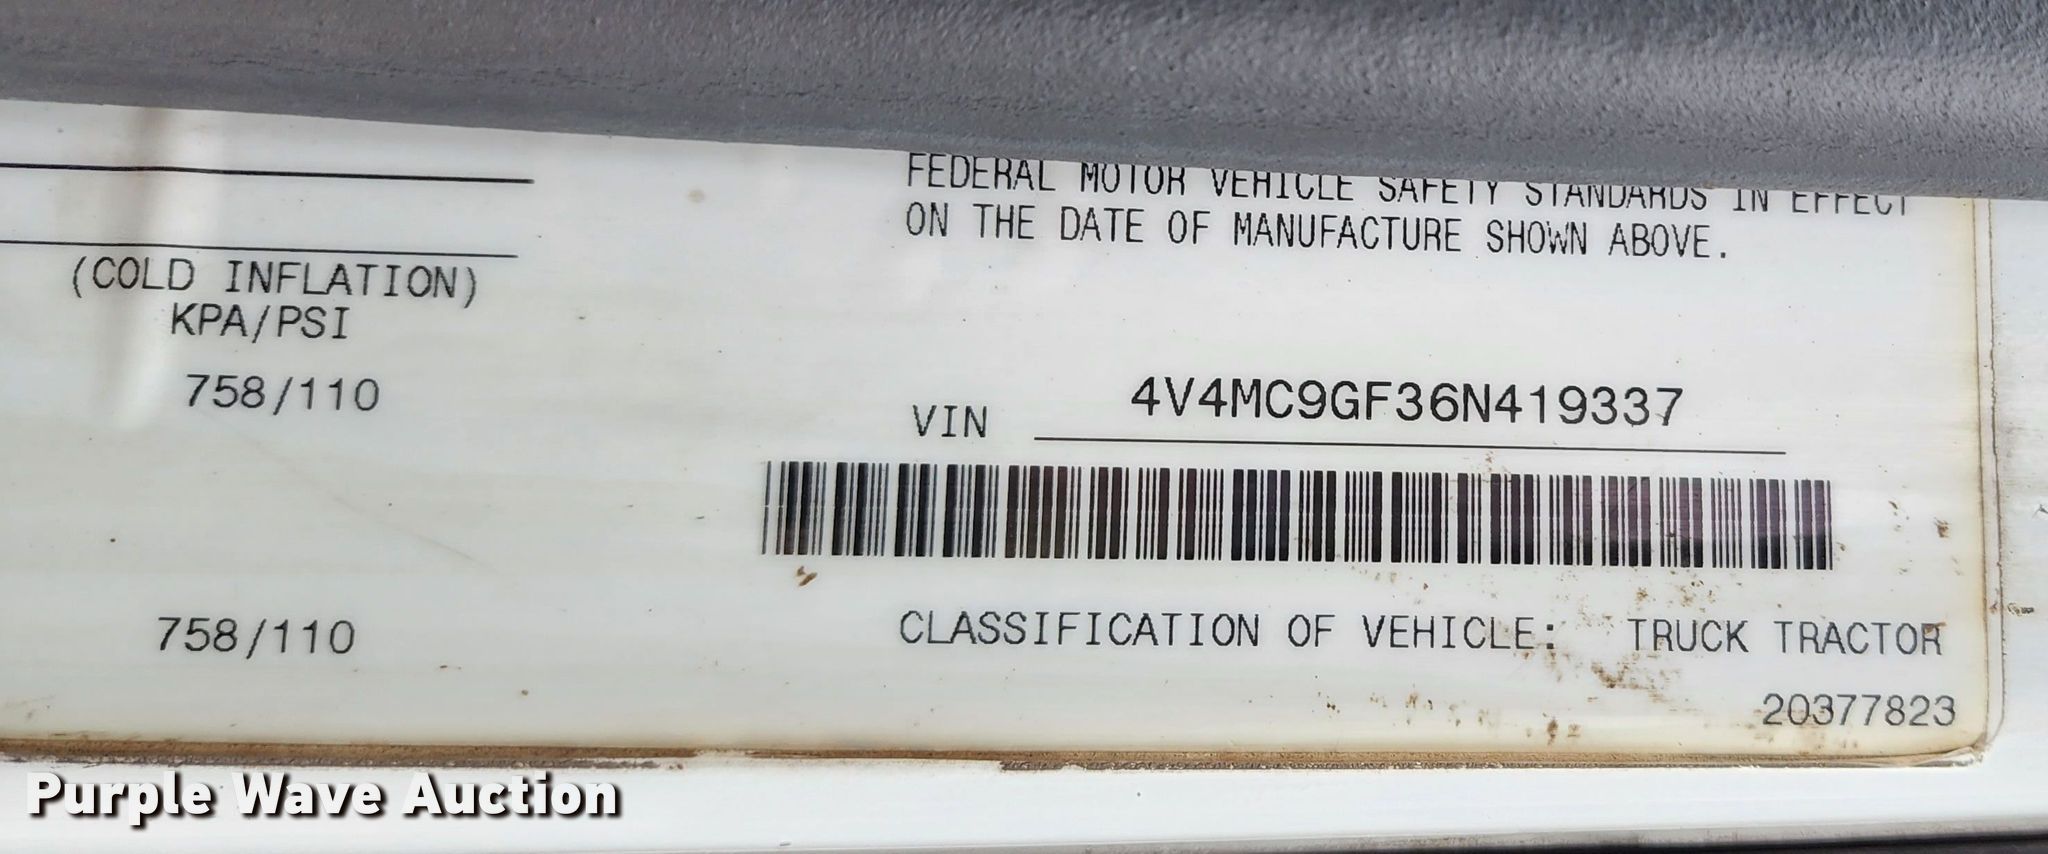 FEDERAL MOTOR VEHICLE SAFETY STANDARDS IN EFFECT
ON THE DATE OF MANUFACTURE SHOWN ABOVE.
(COLD INFLATION)
KPA/PSI
758/110
VIN 4V4MC9GF36N419337
758/110
CLASSIFICATION OF VEHICLE: TRUCK TRACTOR
20377823
Purple Wave Auction